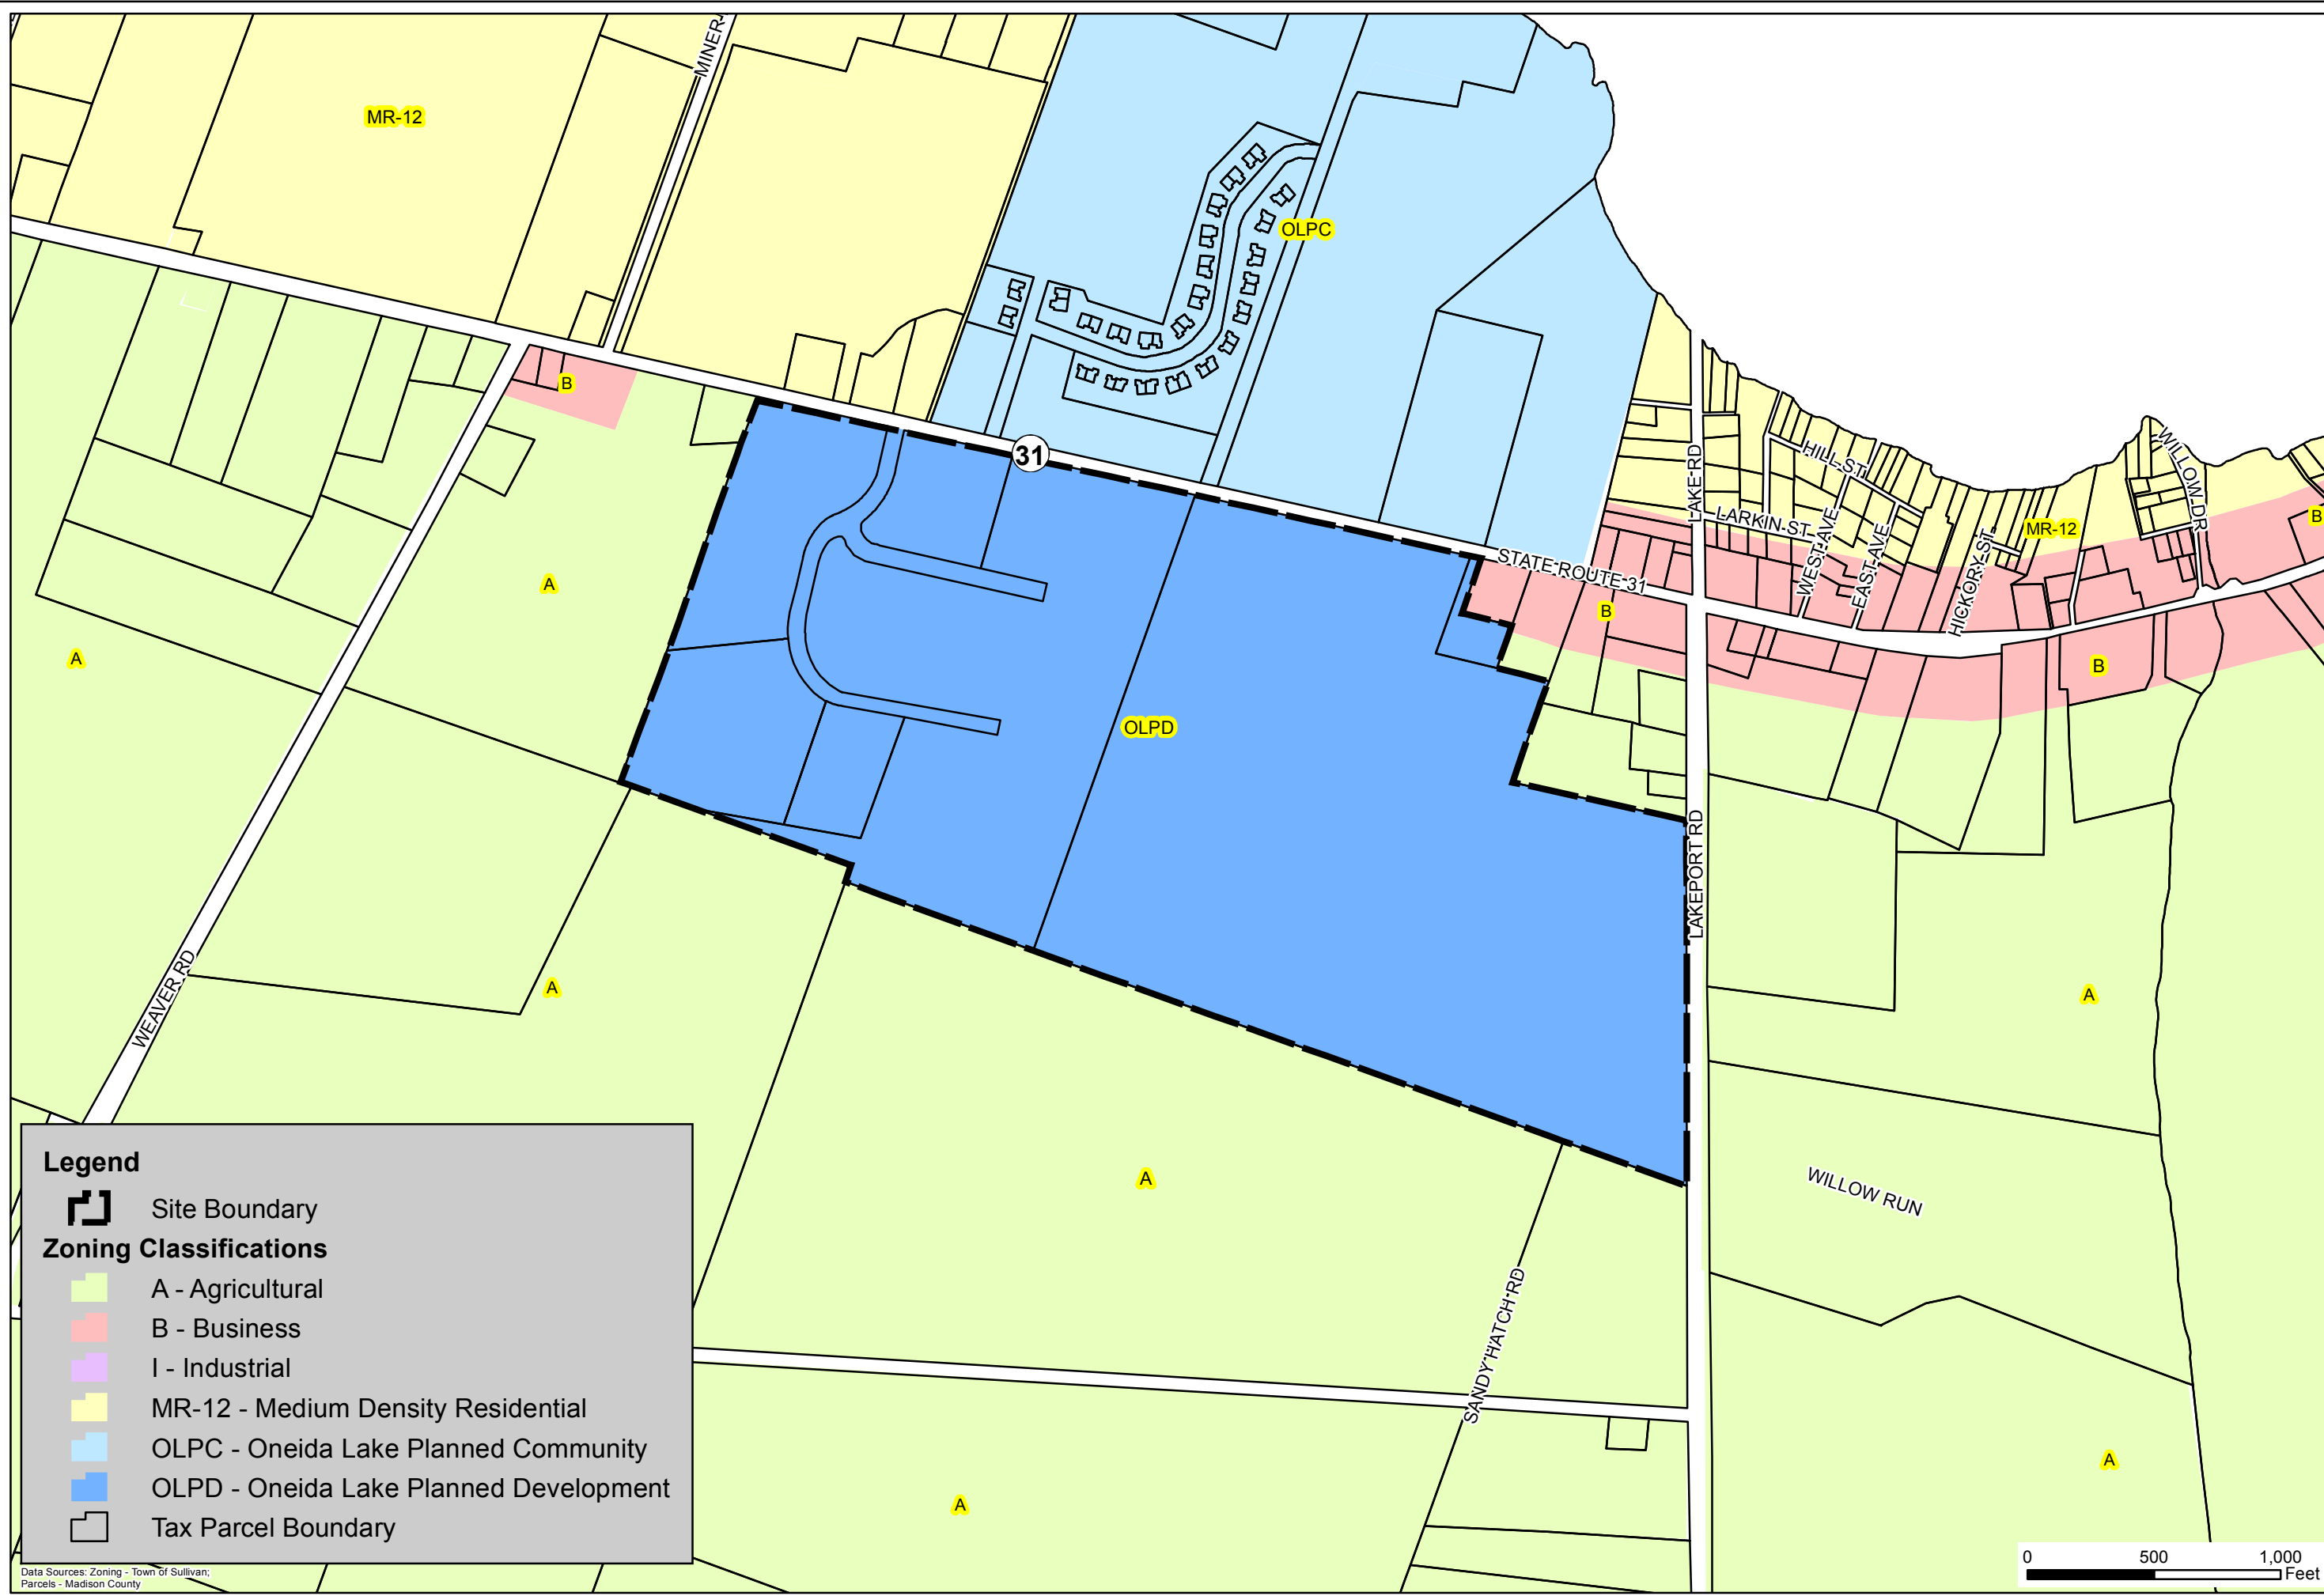 MINER
MR-12
OLPC
B
31
HILL ST
WILLOW DR
LAKE RD
LARKIN ST
WEST AVE
EAST AVE
HICKORY ST
MR-12
B
STATE ROUTE 31
B
A
A
B
OLPD
LAKEPORT RD
WEAVER RD
A
A
A
WILLOW RUN
SANDY HATCH RD
A
A
Legend
Site Boundary
Zoning Classifications
A - Agricultural
B - Business
I - Industrial
MR-12 - Medium Density Residential
OLPC - Oneida Lake Planned Community
OLPD - Oneida Lake Planned Development
Tax Parcel Boundary
Data Sources: Zoning - Town of Sullivan;
Parcels - Madison County
0 500 1,000
Feet